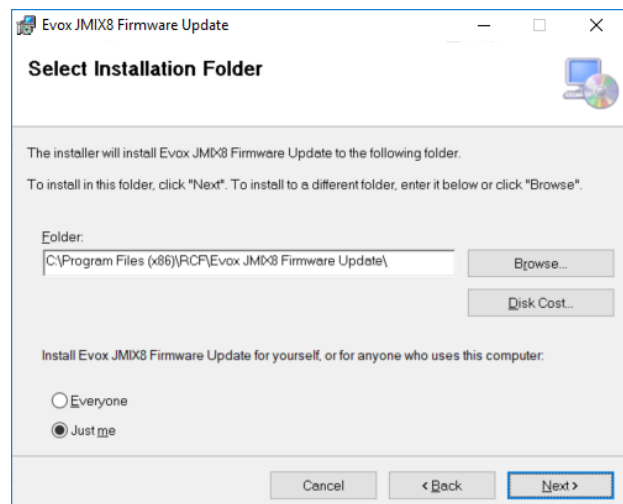 Evox JMIX8 Firmware Update
Select Installation Folder
The installer will install Evox JMIX8 Firmware Update to the following folder.
To install in this folder, click "Next". To install to a different folder, enter it below or click "Browse".
Folder:
C:\Program Files (x86)\RCF\Evox JMIX8 Firmware Update\
Browse...
Disk Cost...
Install Evox JMIX8 Firmware Update for yourself, or for anyone who uses this computer:
Everyone
Just me
Cancel
< Back
Next >